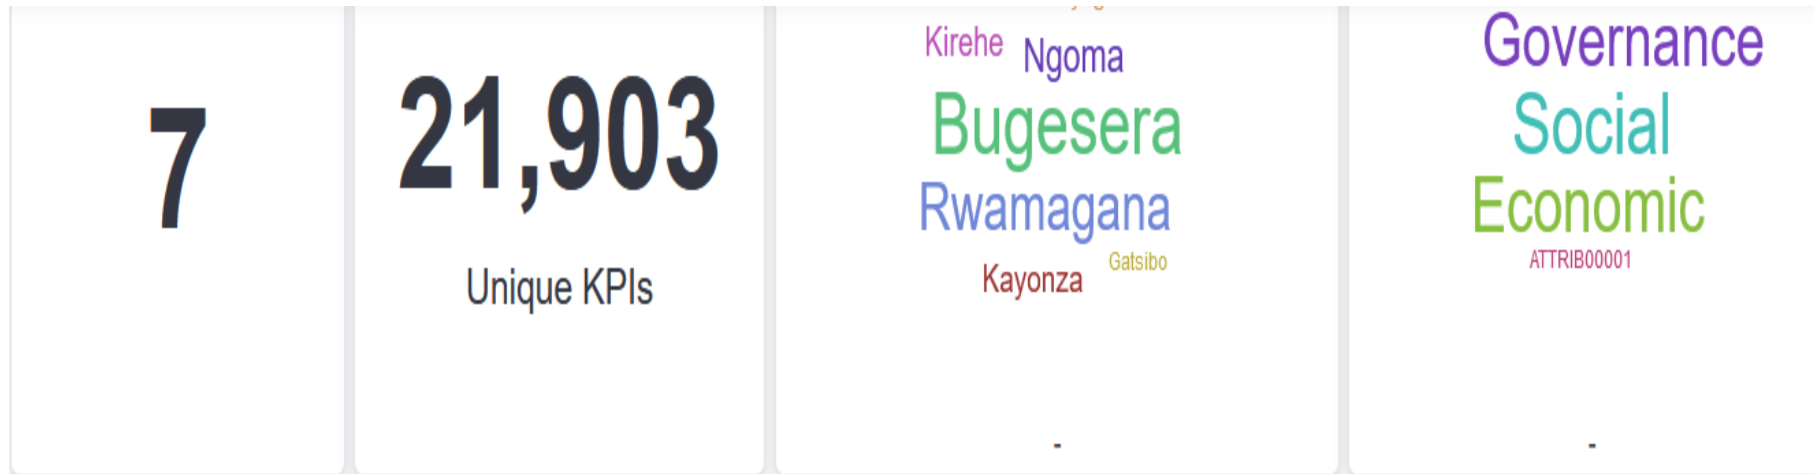 7
21,903
Unique KPIs
Kirehe
Ngoma
Bugesera
Rwamagana
Gatsibo
Kayonza
-
Governance
Social
Economic
ATTRIB00001
-